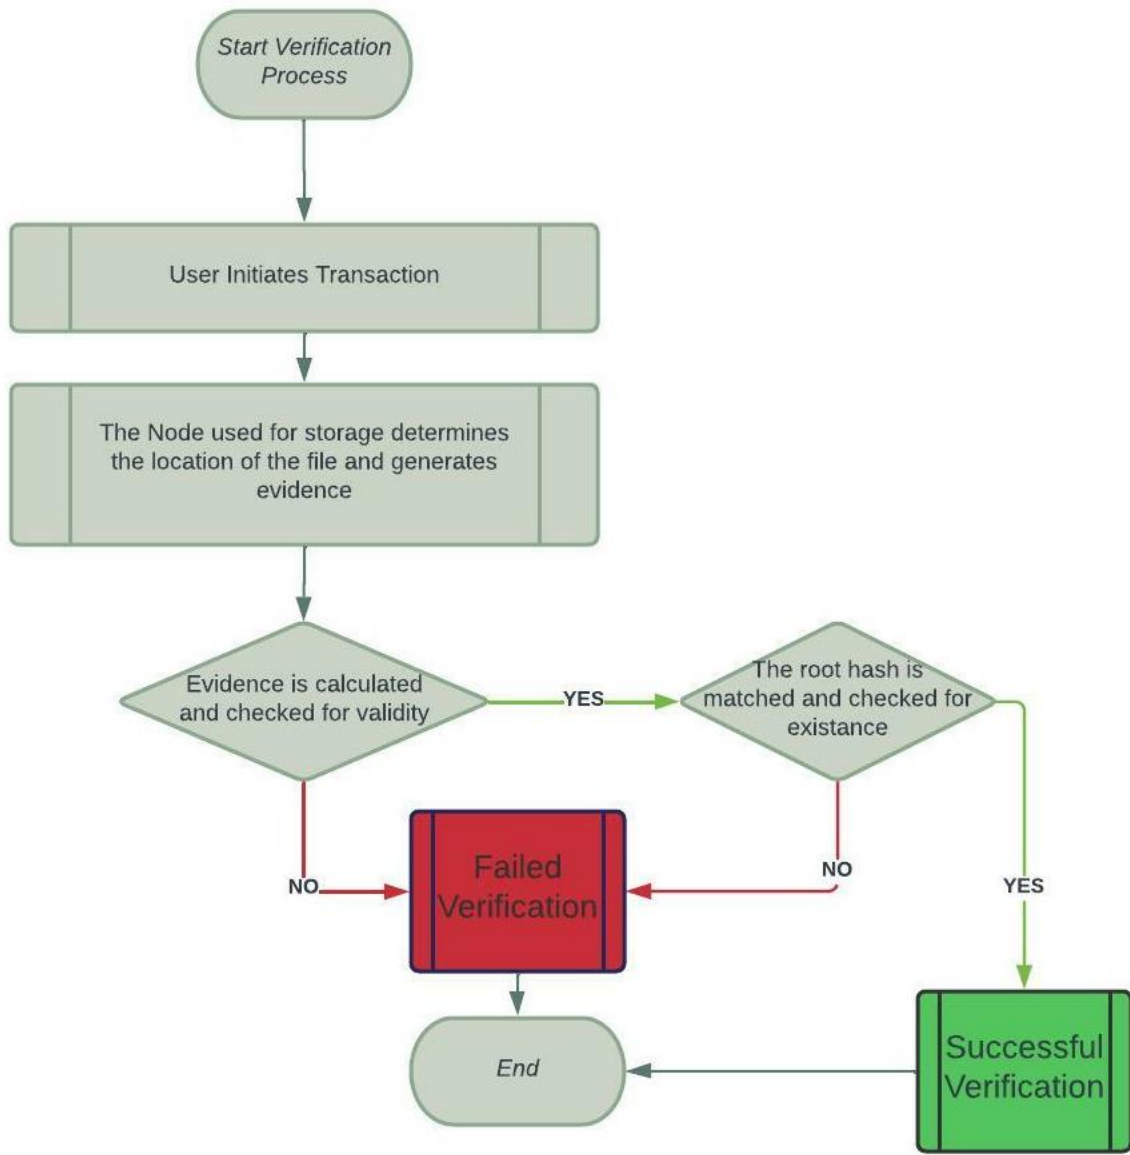 Start Verification
Process
User Initiates Transaction
The Node used for storage determines
the location of the file and generates
evidence
Evidence is calculated
and checked for validity
YES
The root hash is
matched and checked for
existance
NO
Failed
Verification
NO
YES
End
Successful
Verification